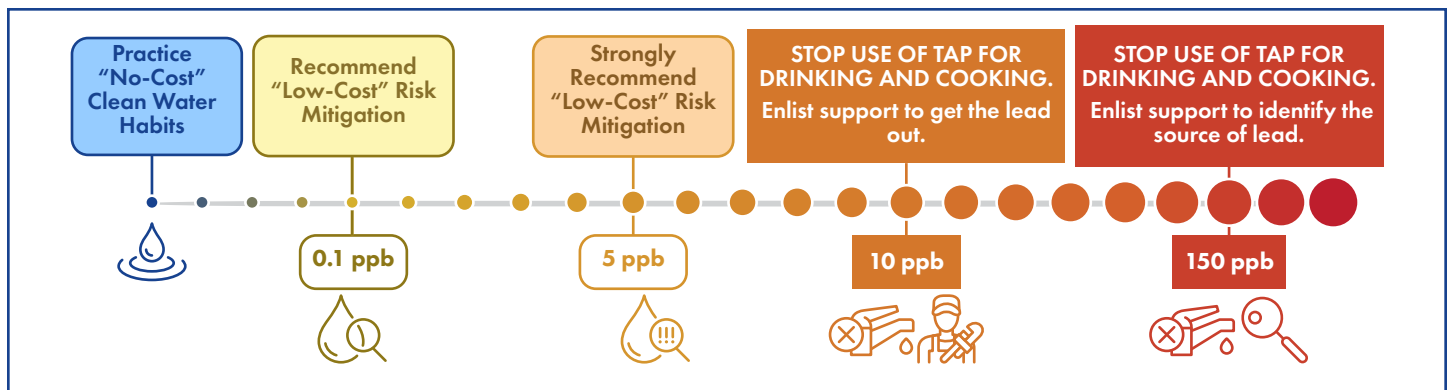 Practice
“No-Cost”
Clean Water
Habits
Recommend
“Low-Cost” Risk
Mitigation
Strongly
Recommend
“Low-Cost” Risk
Mitigation
STOP USE OF TAP FOR
DRINKING AND COOKING.
Enlist support to get the lead
out.
STOP USE OF TAP FOR
DRINKING AND COOKING.
Enlist support to identify the
source of lead.
0.1 ppb
5 ppb
10 ppb
150 ppb
!!!